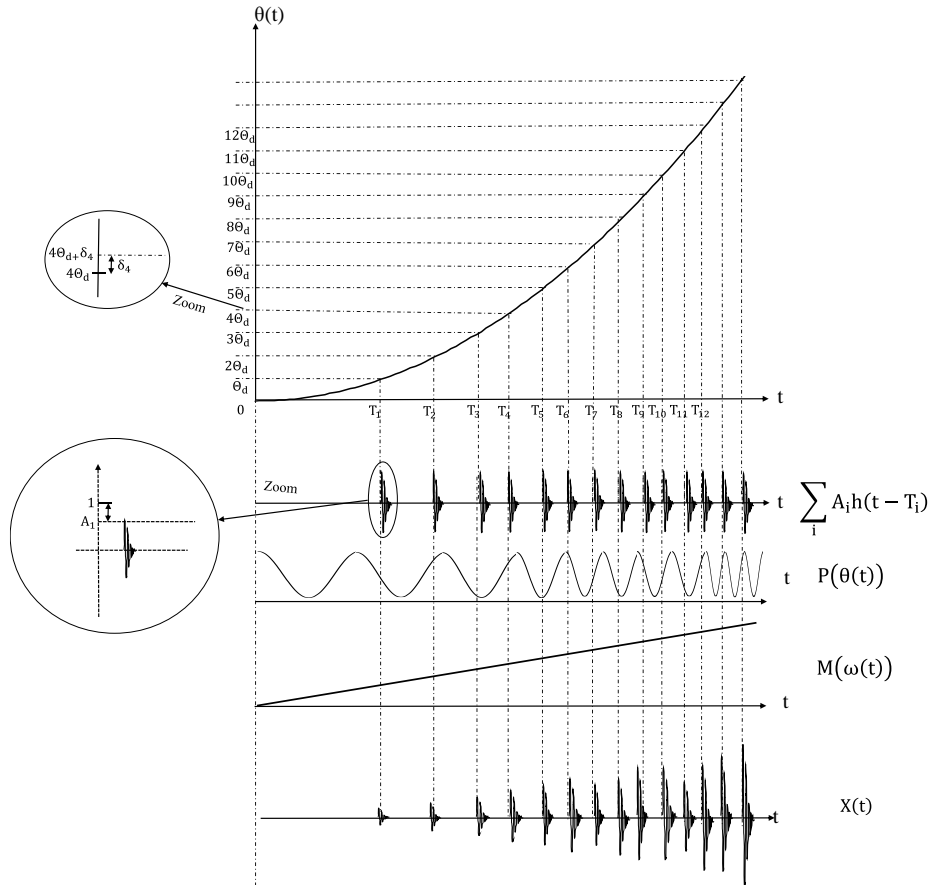 θ(t)
12Θd
11Θd
10Θd
9Θd
8Θd
7Θd
6Θd
5Θd
4Θd
3Θd
2Θd
Θd
4Θd+δ4
δ4
4Θd
Zoom
0
T1
T2
T3
T4
T5
T6
T7
T8
T9
T10
T11
T12
t
Zoom
1
A1
t
∑i Aih(t − Ti)
t
P(θ(t))
t
M(ω(t))
t
X(t)